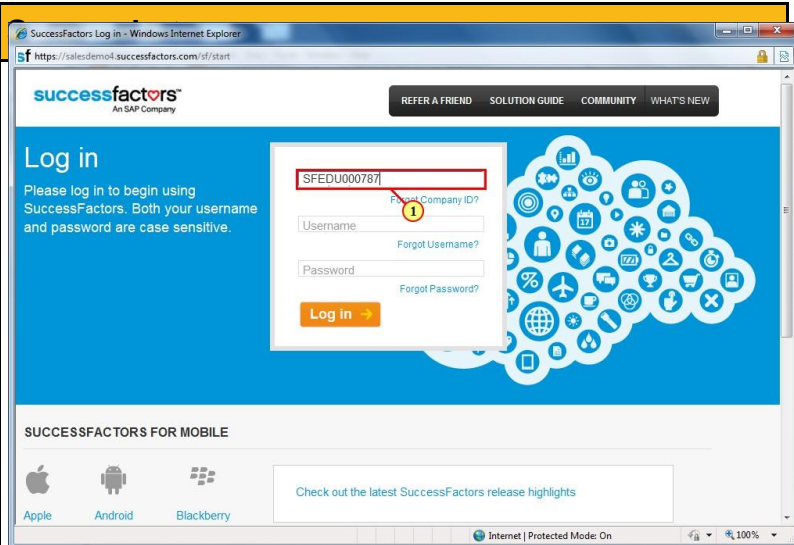 SuccessFactors Log in - Windows Internet Explorer
https://salesdemo4.successfactors.com/sf/start
successfactors™
An SAP Company
REFER A FRIEND SOLUTION GUIDE COMMUNITY WHAT'S NEW
Log in
Please log in to begin using
SuccessFactors. Both your username
and password are case sensitive.
SFEDU000787
Forgot Company ID?
1
Username
Forgot Username?
Password
Forgot Password?
Log in
17
SUCCESSFACTORS FOR MOBILE
Apple Android Blackberry
Check out the latest SuccessFactors release highlights
Internet | Protected Mode: On
100%